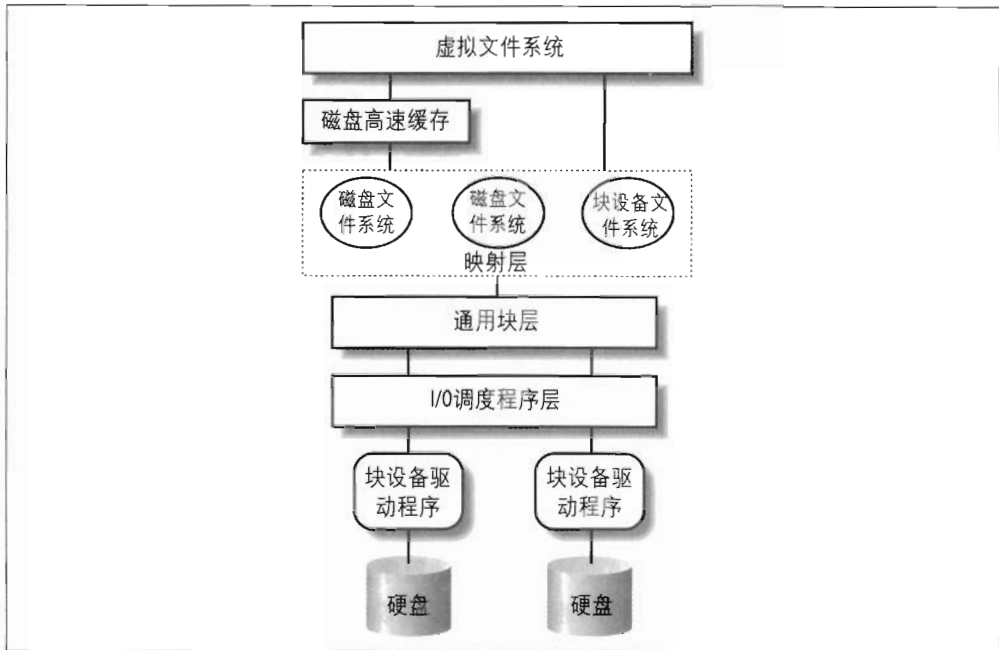 虚拟文件系统
磁盘高速缓存
磁盘文
件系统
磁盘文
件系统
块设备文
件系统
映射层
通用块层
I/0调度程序层
块设备驱
动程序
块设备驱
动程序
硬盘
硬盘